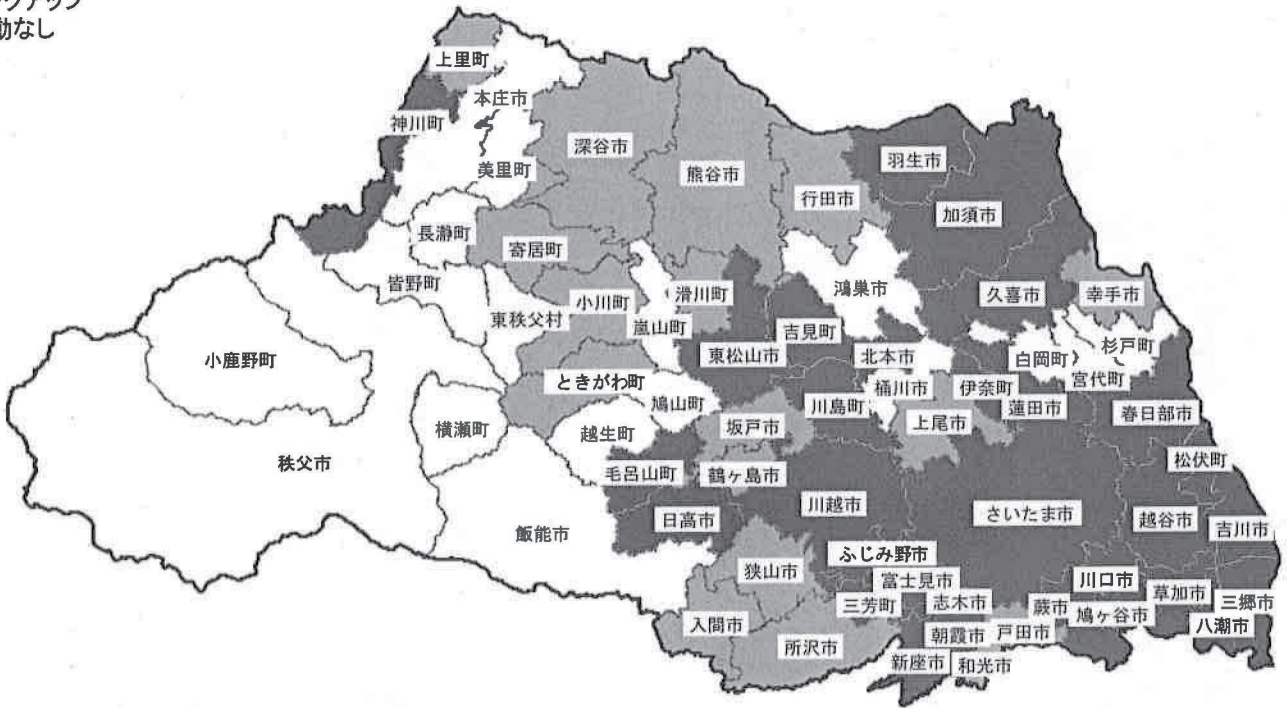 動なし
上里町
本庄市
神川町
深谷市
羽生市
美里町
熊谷市
行田市
加須市
長瀞町
寄居町
皆野町
小川町
滑川町
鴻巣市
久喜市
幸手市
東秩父村
嵐山町
吉見町
小鹿野町
東松山市
北本市
白岡町
杉戸町
ときがわ町
桶川市
伊奈町
宮代町
鳩山町
川島町
蓮田市
春日部市
横瀬町
越生町
坂戸市
上尾市
秩父市
毛呂山町
鶴ヶ島市
松伏町
飯能市
日高市
川越市
さいたま市
越谷市
吉川市
ふじみ野市
狭山市
富士見市
川口市
三芳町
志木市
蕨市
鳩ヶ谷市
草加市
三郷市
入間市
所沢市
朝霞市
戸田市
八潮市
新座市
和光市